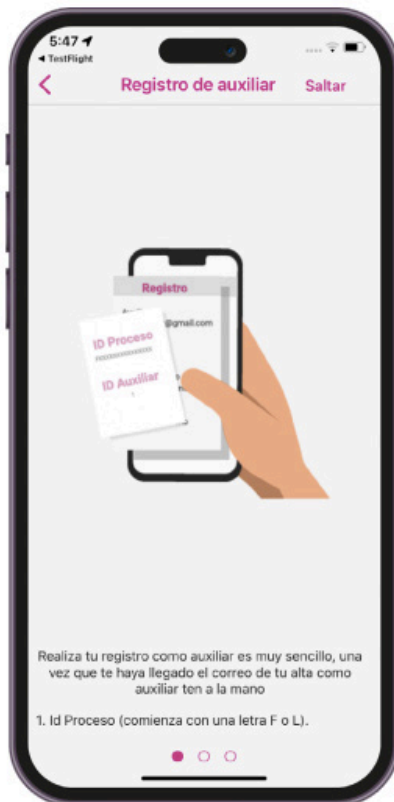 5:47
◀ TestFlight
Registro de auxiliar Saltar
Registro
@gmail.com
ID Proceso
ID Auxiliar
Realiza tu registro como auxiliar es muy sencillo, una
vez que te haya llegado el correo de tu alta como
auxiliar ten a la mano
1. Id Proceso (comienza con una letra F o L).